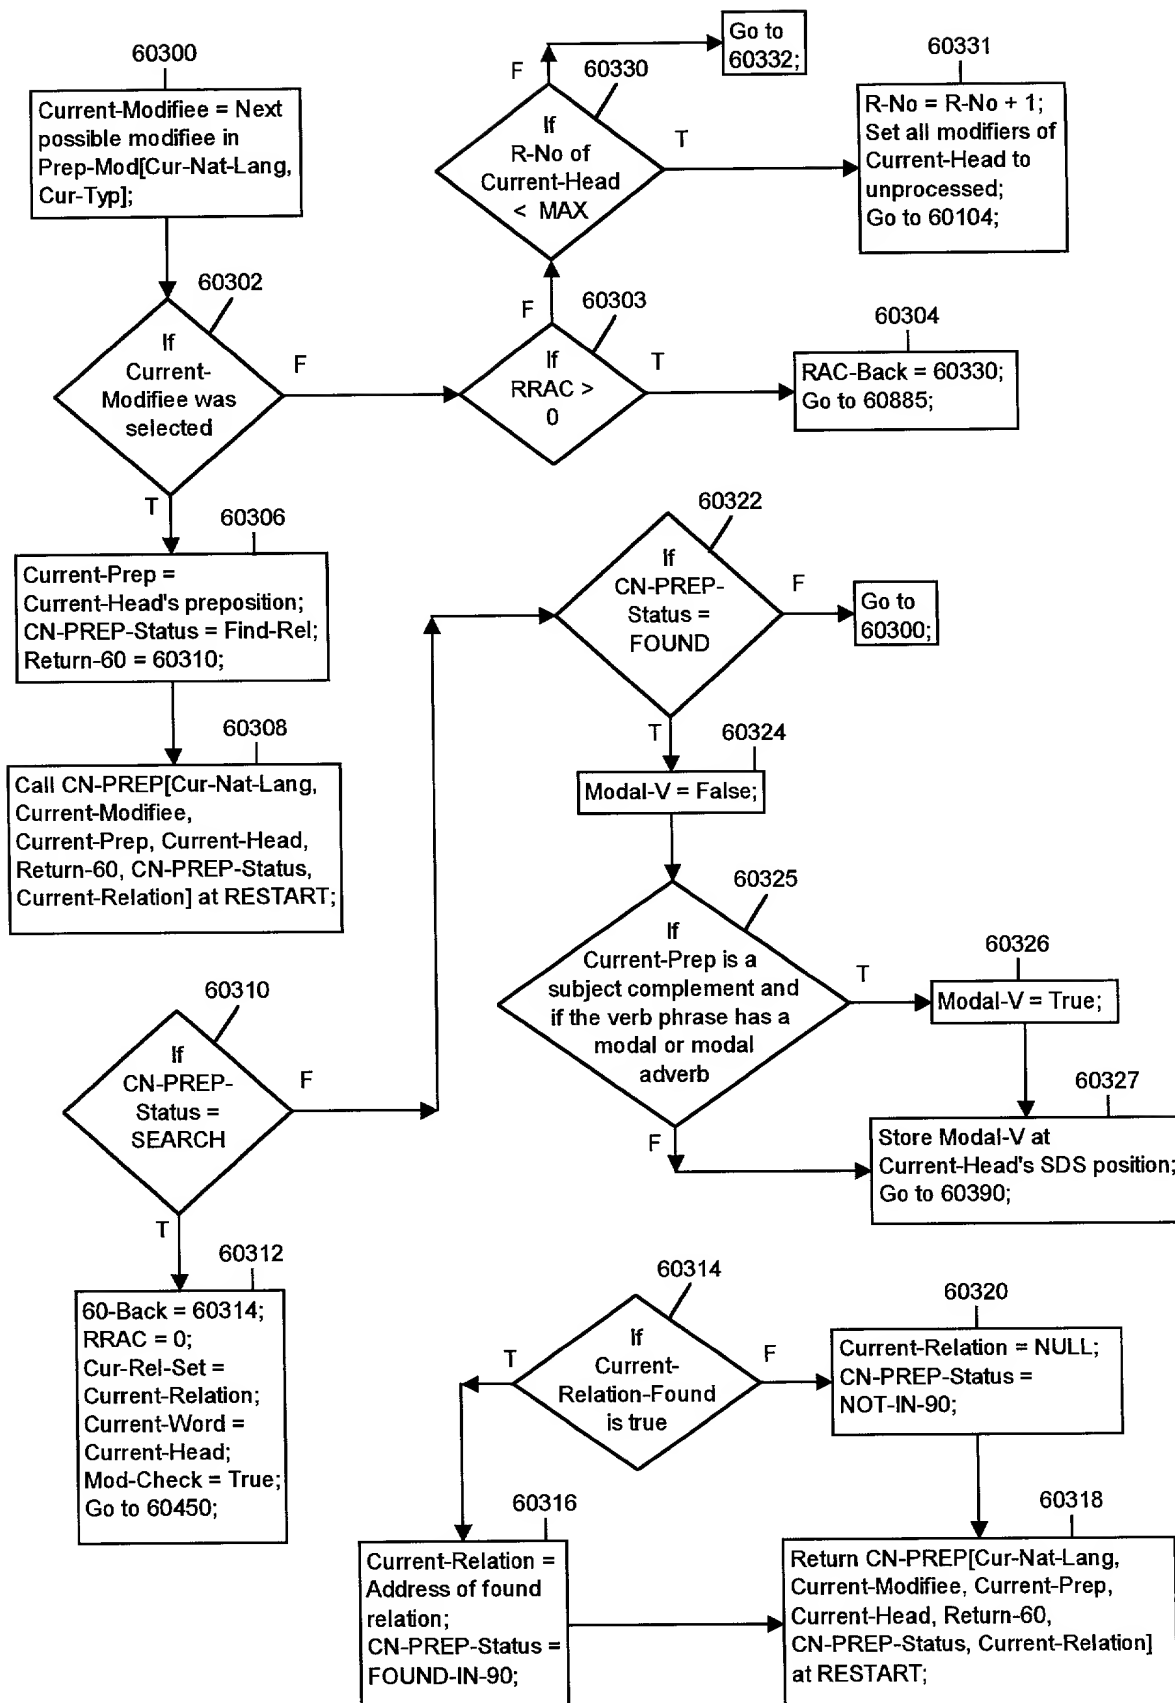 60300
Current-Modifiee = Next
possible modifiee in
Prep-Mod[Cur-Nat-Lang,
Cur-Typ];
60302
If
Current-
Modifiee was
selected
F
T
60303
If
RRAC >
0
F
T
60304
RAC-Back = 60330;
Go to 60885;
60330
If
R-No of
Current-Head
< MAX
F
Go to
60332;
T
60331
R-No = R-No + 1;
Set all modifiers of
Current-Head to
unprocessed;
Go to 60104;
60306
Current-Prep =
Current-Head's preposition;
CN-PREP-Status = Find-Rel;
Return-60 = 60310;
60308
Call CN-PREP[Cur-Nat-Lang,
Current-Modifiee,
Current-Prep, Current-Head,
Return-60, CN-PREP-Status,
Current-Relation] at RESTART;
60310
If
CN-PREP-
Status =
SEARCH
F
T
60312
60-Back = 60314;
RRAC = 0;
Cur-Rel-Set =
Current-Relation;
Current-Word =
Current-Head;
Mod-Check = True;
Go to 60450;
60322
If
CN-PREP-
Status =
FOUND
F
Go to
60300;
T
60324
Modal-V = False;
60325
If
Current-Prep is a
subject complement and
if the verb phrase has a
modal or modal
adverb
T
F
60326
Modal-V = True;
60327
Store Modal-V at
Current-Head's SDS position;
Go to 60390;
60314
If
Current-
Relation-Found
is true
T
F
60320
Current-Relation = NULL;
CN-PREP-Status =
NOT-IN-90;
60316
Current-Relation =
Address of found
relation;
CN-PREP-Status =
FOUND-IN-90;
60318
Return CN-PREP[Cur-Nat-Lang,
Current-Modifiee, Current-Prep,
Current-Head, Return-60,
CN-PREP-Status, Current-Relation]
at RESTART;